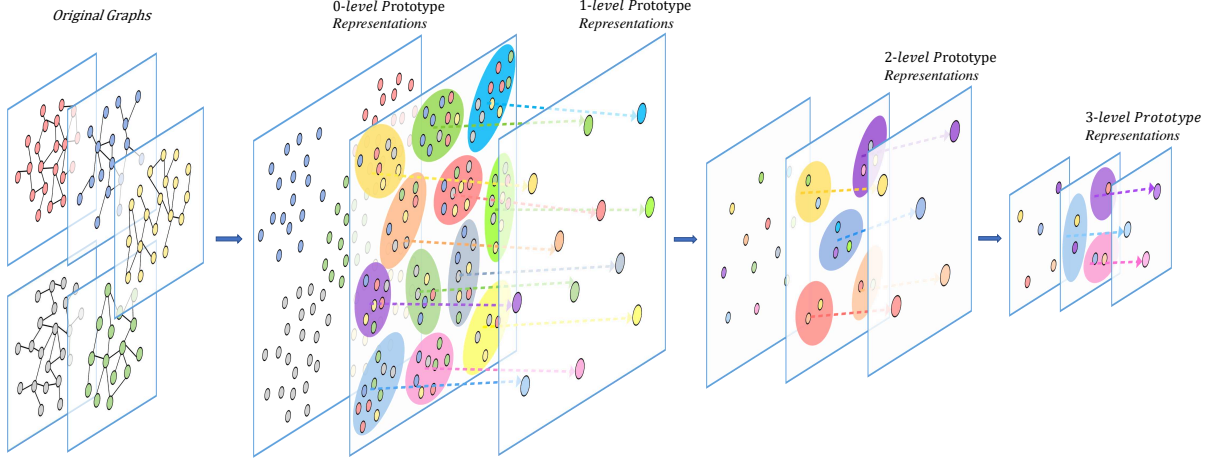 Original Graphs
0-level Prototype
Representations
1-level Prototype
Representations
2-level Prototype
Representations
3-level Prototype
Representations